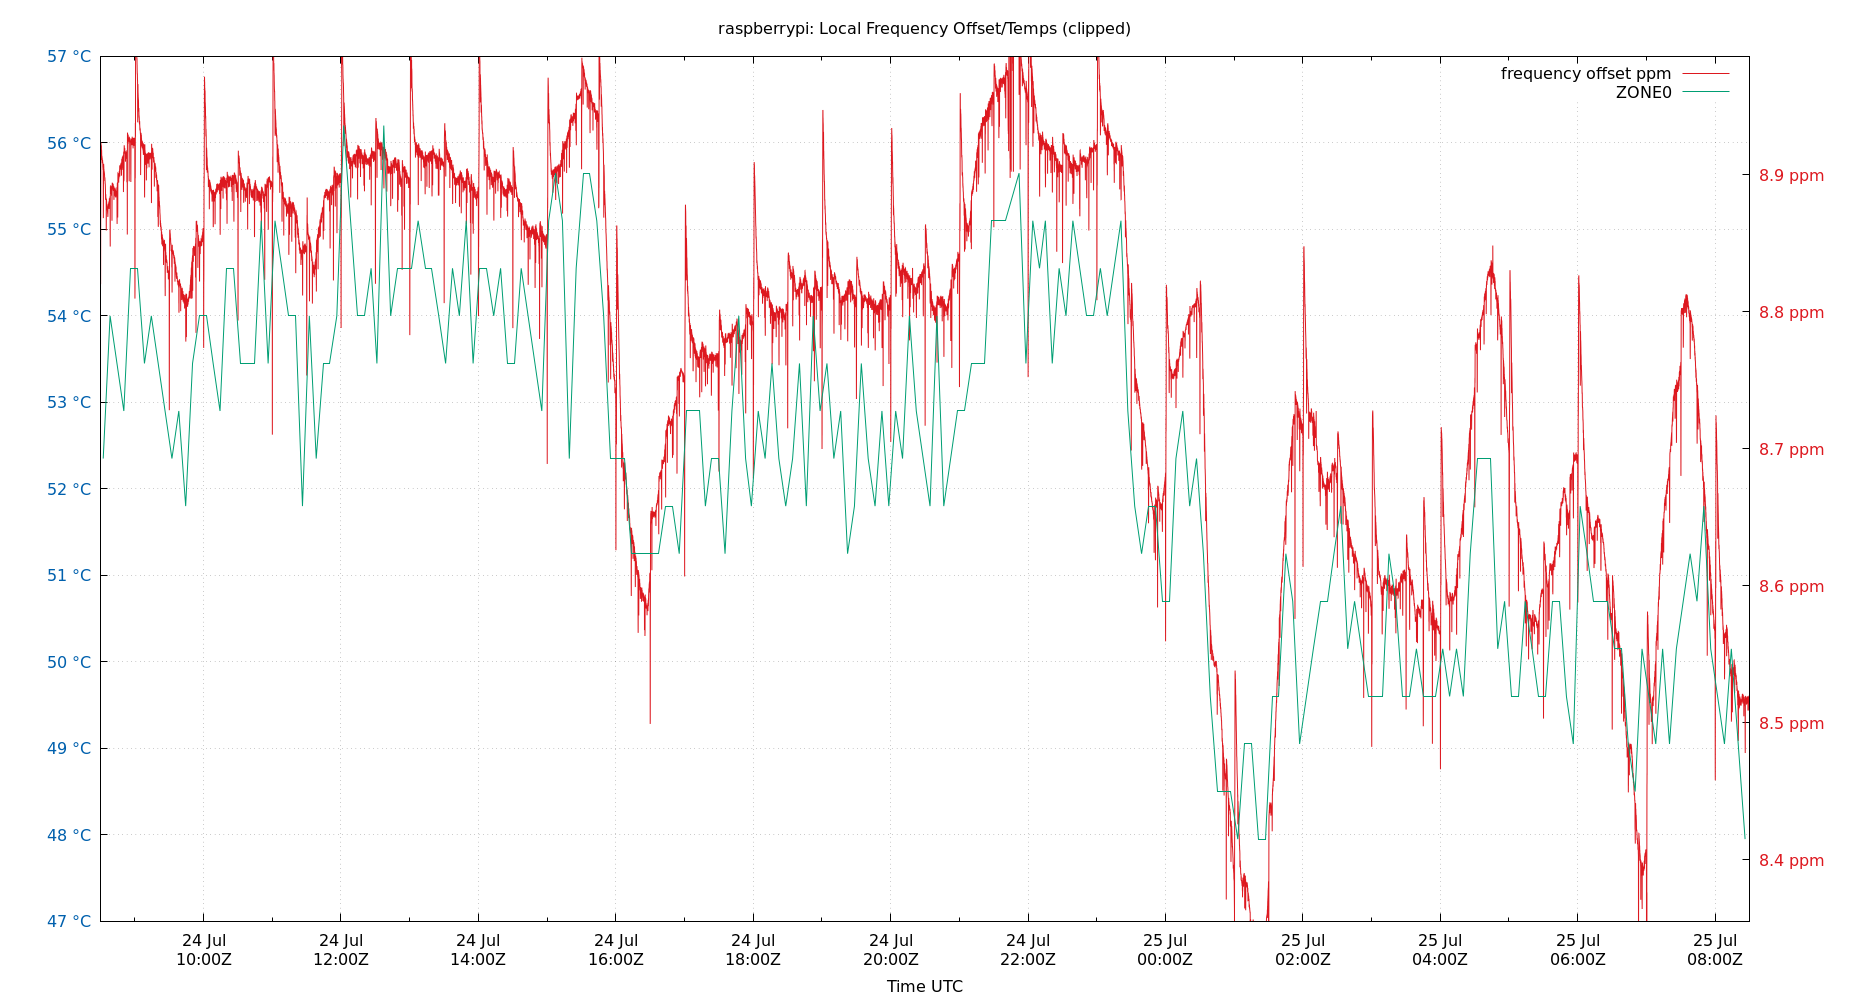 raspberrypi: Local Frequency Offset/Temps (clipped)
frequency offset ppm
ZONE0
57 °C
56 °C
55 °C
54 °C
53 °C
52 °C
51 °C
50 °C
49 °C
48 °C
47 °C
8.9 ppm
8.8 ppm
8.7 ppm
8.6 ppm
8.5 ppm
8.4 ppm
24 Jul
10:00Z
24 Jul
12:00Z
24 Jul
14:00Z
24 Jul
16:00Z
24 Jul
18:00Z
24 Jul
20:00Z
24 Jul
22:00Z
25 Jul
00:00Z
25 Jul
02:00Z
25 Jul
04:00Z
25 Jul
06:00Z
25 Jul
08:00Z
Time UTC